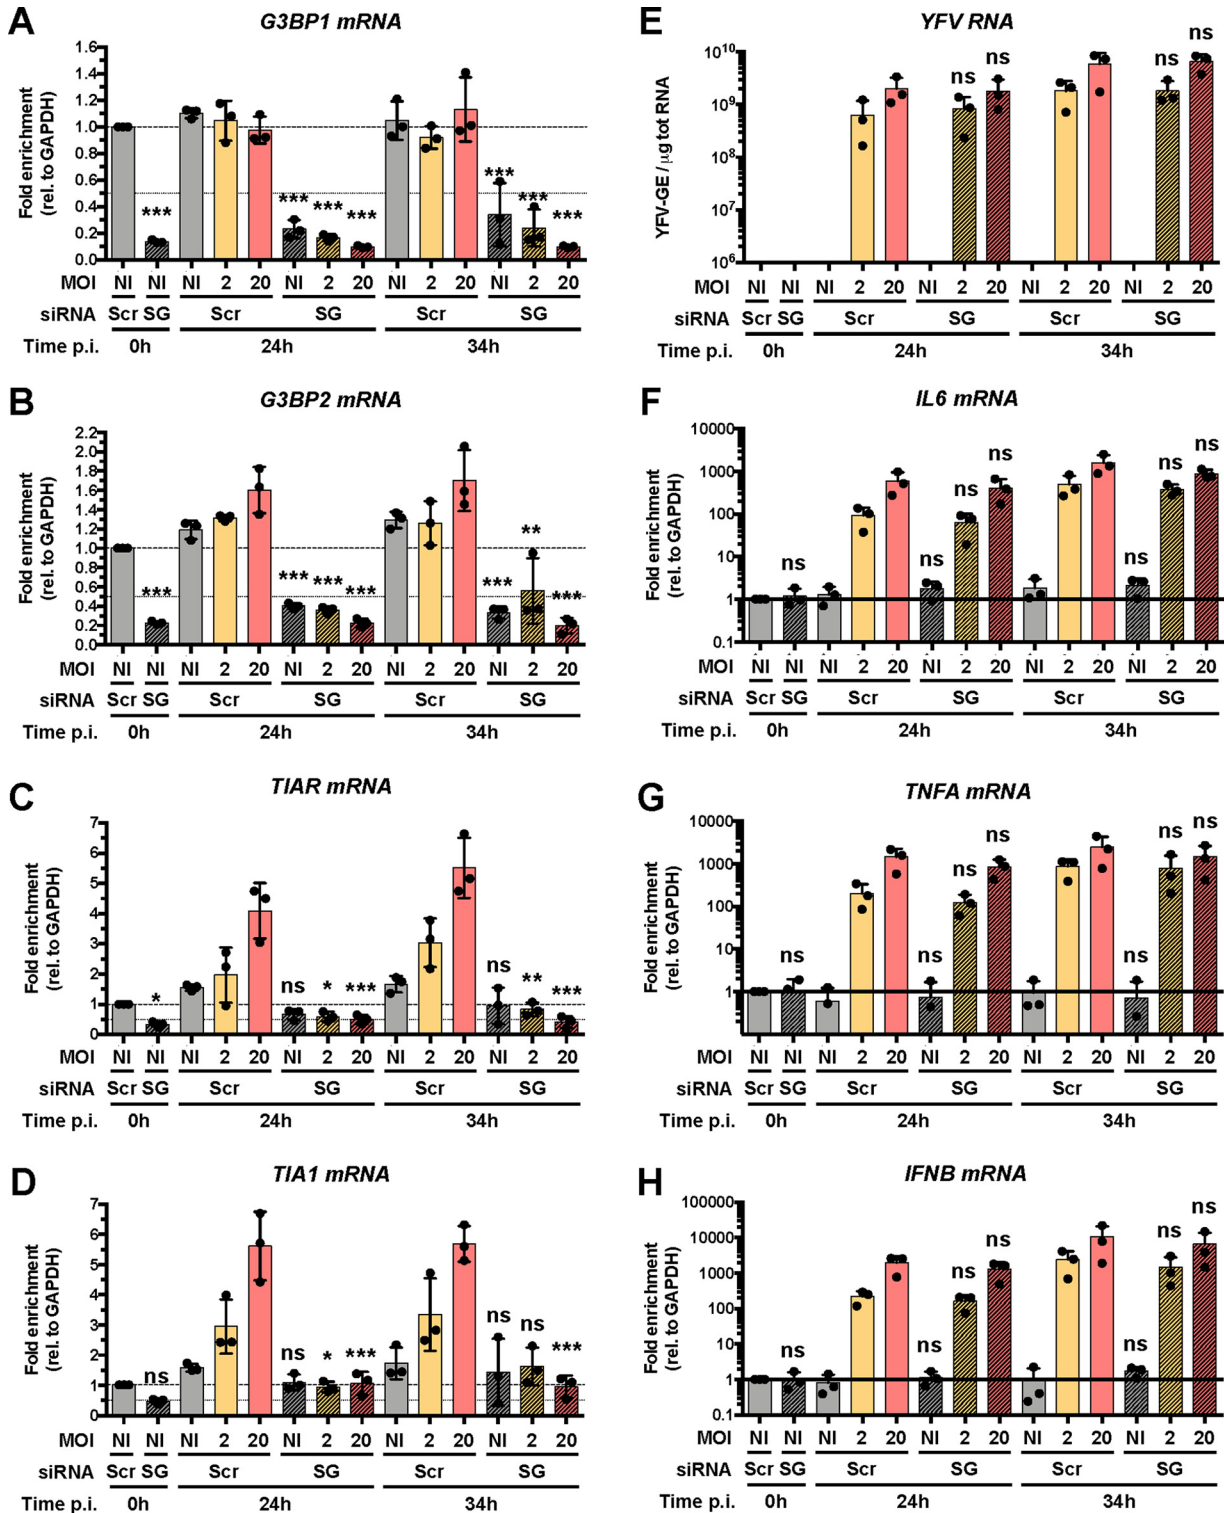 A
G3BP1 mRNA
Fold enrichment
(rel. to GAPDH)
1.6
1.4
1.2
1.0
0.8
0.6
0.4
0.2
0.0
*** *** *** *** *** *** ***
MOI NI NI NI 2 20 NI 2 20 NI 2 20 NI 2 20
siRNA Scr SG Scr SG Scr SG
Time p.i. 0h 24h 34h
B
G3BP2 mRNA
Fold enrichment
(rel. to GAPDH)
2.2
2.0
1.8
1.6
1.4
1.2
1.0
0.8
0.6
0.4
0.2
0.0
*** *** *** *** *** ** ***
MOI NI NI NI 2 20 NI 2 20 NI 2 20 NI 2 20
siRNA Scr SG Scr SG Scr SG
Time p.i. 0h 24h 34h
C
TIAR mRNA
Fold enrichment
(rel. to GAPDH)
7
6
5
4
3
2
1
0
* ns * *** ns ** ***
MOI NI NI NI 2 20 NI 2 20 NI 2 20 NI 2 20
siRNA Scr SG Scr SG Scr SG
Time p.i. 0h 24h 34h
D
TIA1 mRNA
Fold enrichment
(rel. to GAPDH)
7
6
5
4
3
2
1
0
ns ns * *** ns ns ***
MOI NI NI NI 2 20 NI 2 20 NI 2 20 NI 2 20
siRNA Scr SG Scr SG Scr SG
Time p.i. 0h 24h 34h
E
YFV RNA
YFV-GE / µg tot RNA
10¹⁰
10⁹
10⁸
10⁷
10⁶
ns ns ns ns
MOI NI NI NI 2 20 NI 2 20 NI 2 20 NI 2 20
siRNA Scr SG Scr SG Scr SG
Time p.i. 0h 24h 34h
F
IL6 mRNA
Fold enrichment
(rel. to GAPDH)
10000
1000
100
10
1
0.1
ns ns ns ns ns ns ns
MOI NI NI NI 2 20 NI 2 20 NI 2 20 NI 2 20
siRNA Scr SG Scr SG Scr SG
Time p.i. 0h 24h 34h
G
TNFA mRNA
Fold enrichment
(rel. to GAPDH)
10000
1000
100
10
1
ns ns ns ns ns ns ns
MOI NI NI NI 2 20 NI 2 20 NI 2 20 NI 2 20
siRNA Scr SG Scr SG Scr SG
Time p.i. 0h 24h 34h
H
IFNB mRNA
Fold enrichment
(rel. to GAPDH)
100000
10000
1000
100
10
1
0.1
ns ns ns ns ns ns ns
MOI NI NI NI 2 20 NI 2 20 NI 2 20 NI 2 20
siRNA Scr SG Scr SG Scr SG
Time p.i. 0h 24h 34h